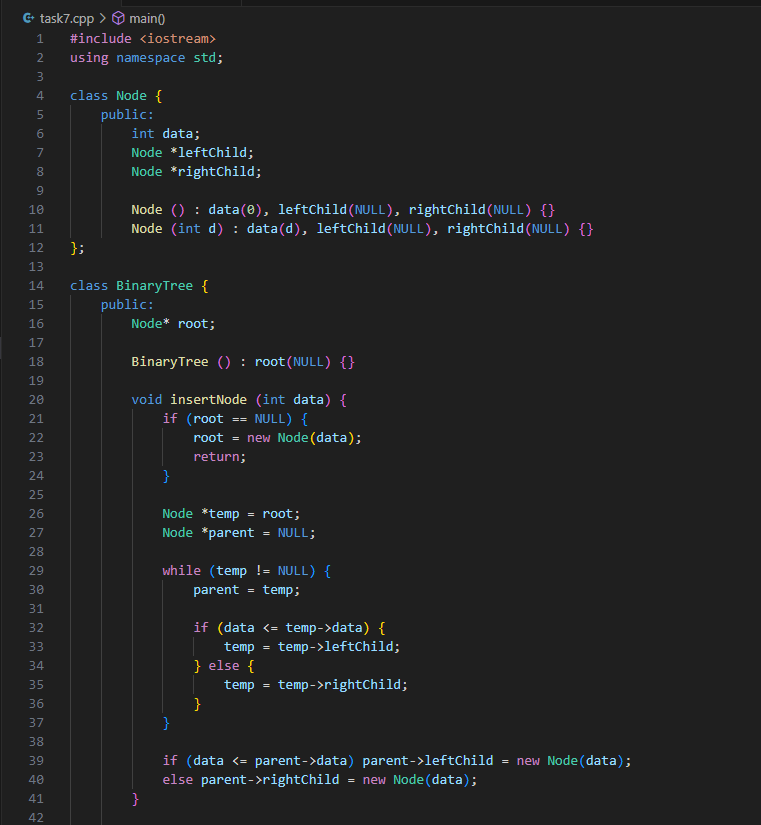 task7.cpp > main()
1 #include <iostream>
2 using namespace std;
3
4 class Node {
5     public:
6         int data;
7         Node *leftChild;
8         Node *rightChild;
9
10         Node () : data(0), leftChild(NULL), rightChild(NULL) {}
11         Node (int d) : data(d), leftChild(NULL), rightChild(NULL) {}
12 };
13
14 class BinaryTree {
15     public:
16         Node* root;
17
18         BinaryTree () : root(NULL) {}
19
20         void insertNode (int data) {
21             if (root == NULL) {
22                 root = new Node(data);
23                 return;
24             }
25
26             Node *temp = root;
27             Node *parent = NULL;
28
29             while (temp != NULL) {
30                 parent = temp;
31
32                 if (data <= temp->data) {
33                     temp = temp->leftChild;
34                 } else {
35                     temp = temp->rightChild;
36                 }
37             }
38
39             if (data <= parent->data) parent->leftChild = new Node(data);
40             else parent->rightChild = new Node(data);
41         }
42